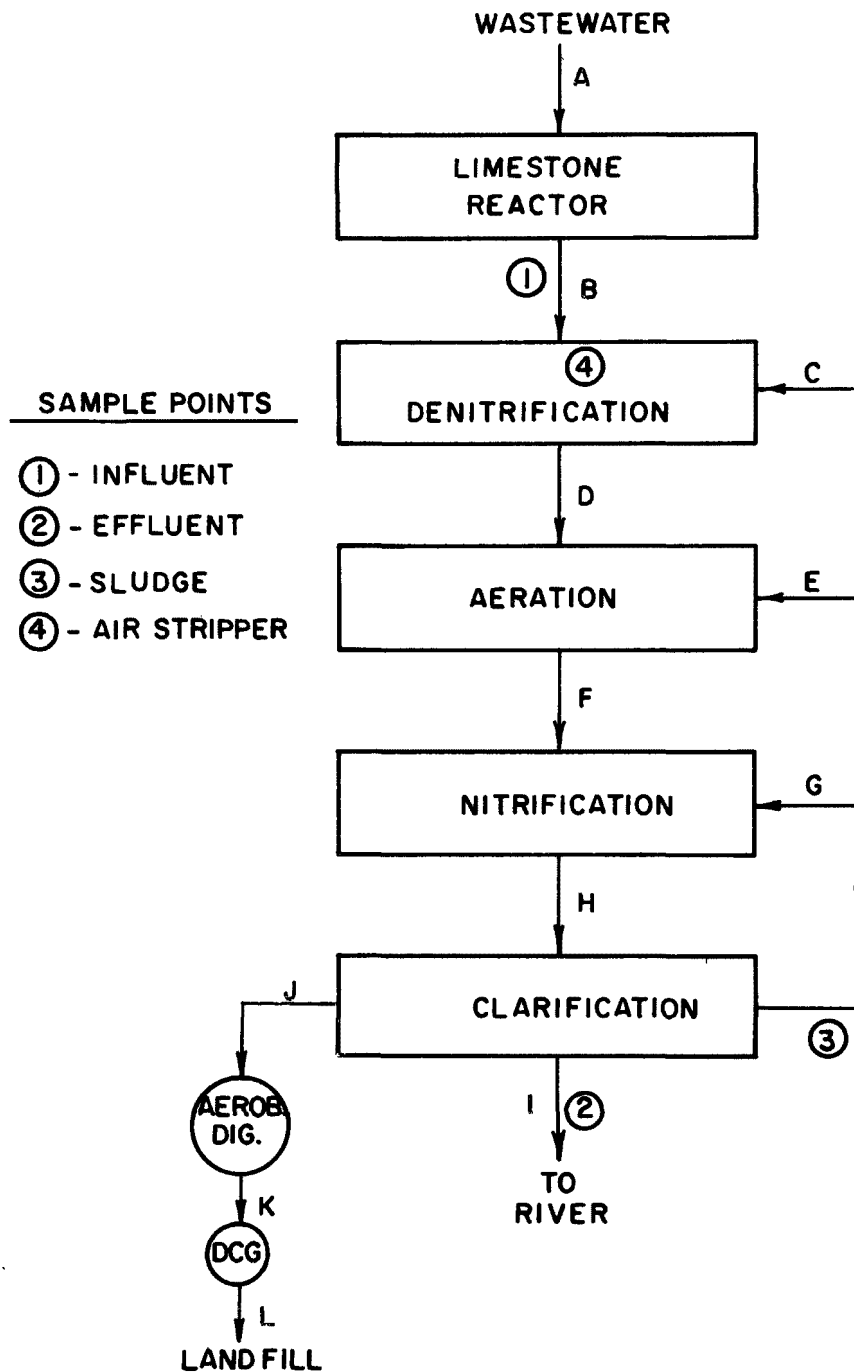 WASTEWATER
A
LIMESTONE
REACTOR
① B
④
C
DENITRIFICATION
SAMPLE POINTS
① - INFLUENT
② - EFFLUENT
③ - SLUDGE
④ - AIR STRIPPER
D
AERATION
E
F
NITRIFICATION
G
H
J
CLARIFICATION
③
I ②
AEROB.
DIG.
TO
RIVER
K
DCG
L
LAND FILL